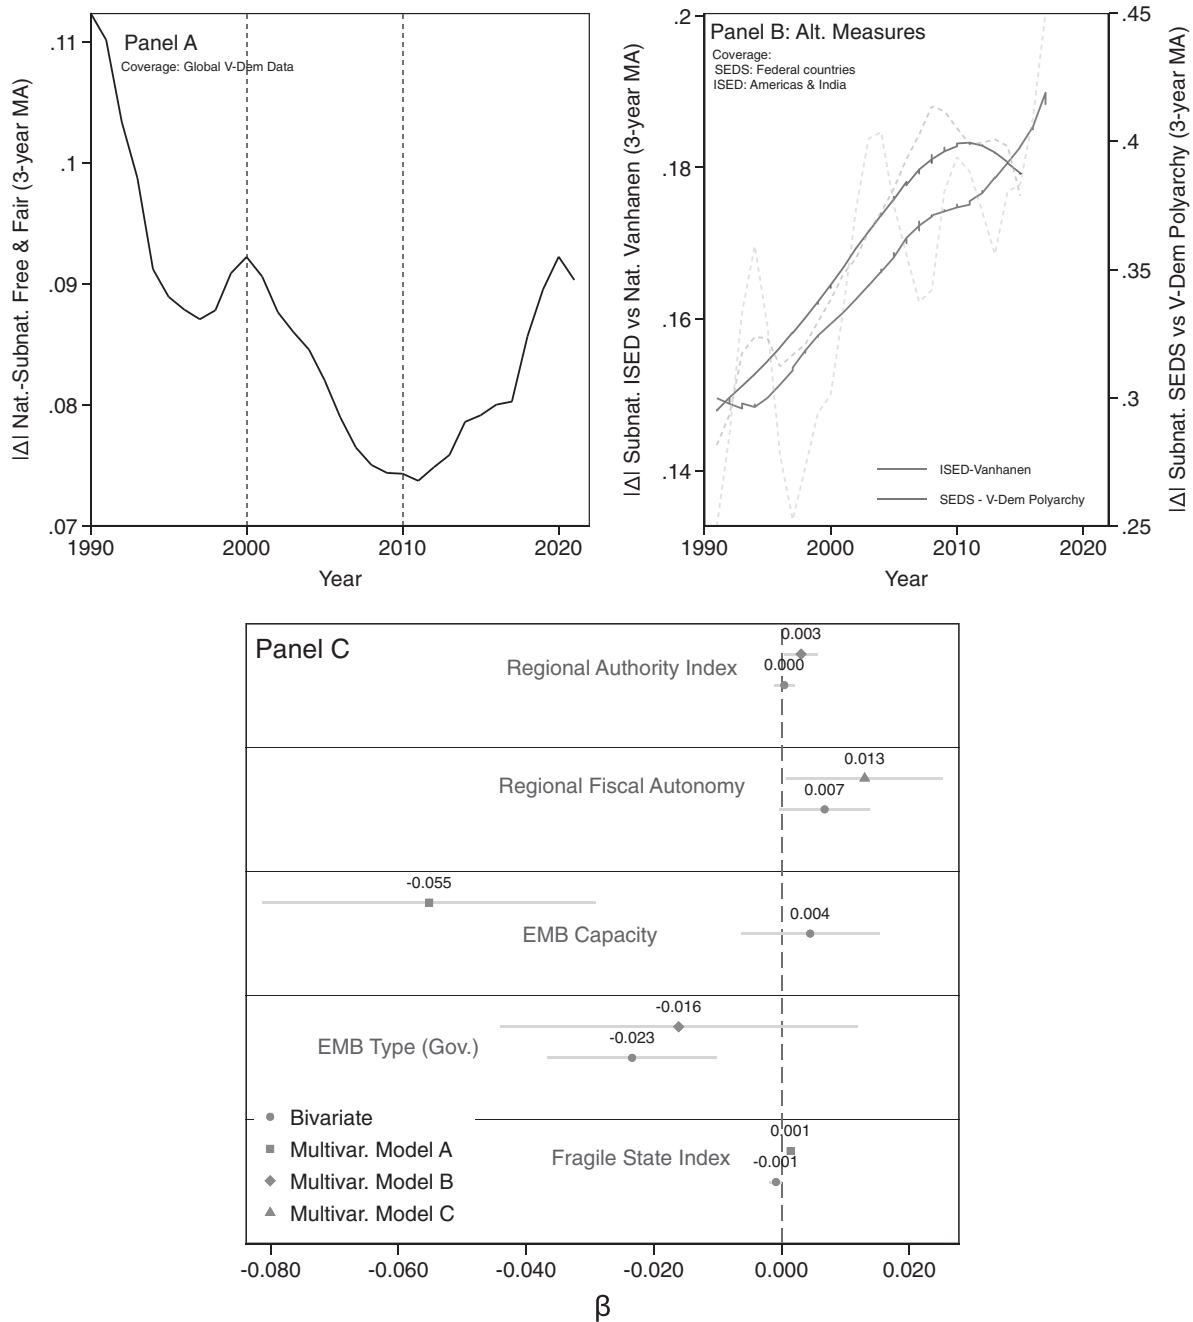 |Δ| Nat.-Subnat. Free & Fair (3-year MA)
.11
.1
.09
.08
.07
Panel A
Coverage: Global V-Dem Data
1990
2000
2010
2020
Year
|Δ| Subnat. ISED vs Nat. Vanhanen (3-year MA)
.2
.18
.16
.14
Panel B: Alt. Measures
Coverage:
SEDS: Federal countries
ISED: Americas & India
ISED-Vanhanen
SEDS - V-Dem Polyarchy
.45
.4
.35
.3
.25
|Δ| Subnat. SEDS vs V-Dem Polyarchy (3-year MA)
1990
2000
2010
2020
Year
Panel C
0.003
Regional Authority Index
0.000
0.013
Regional Fiscal Autonomy
0.007
-0.055
0.004
EMB Capacity
-0.016
-0.023
EMB Type (Gov.)
0.001
Fragile State Index
-0.001
Bivariate
Multivar. Model A
Multivar. Model B
Multivar. Model C
-0.080
-0.060
-0.040
-0.020
0.000
0.020
β